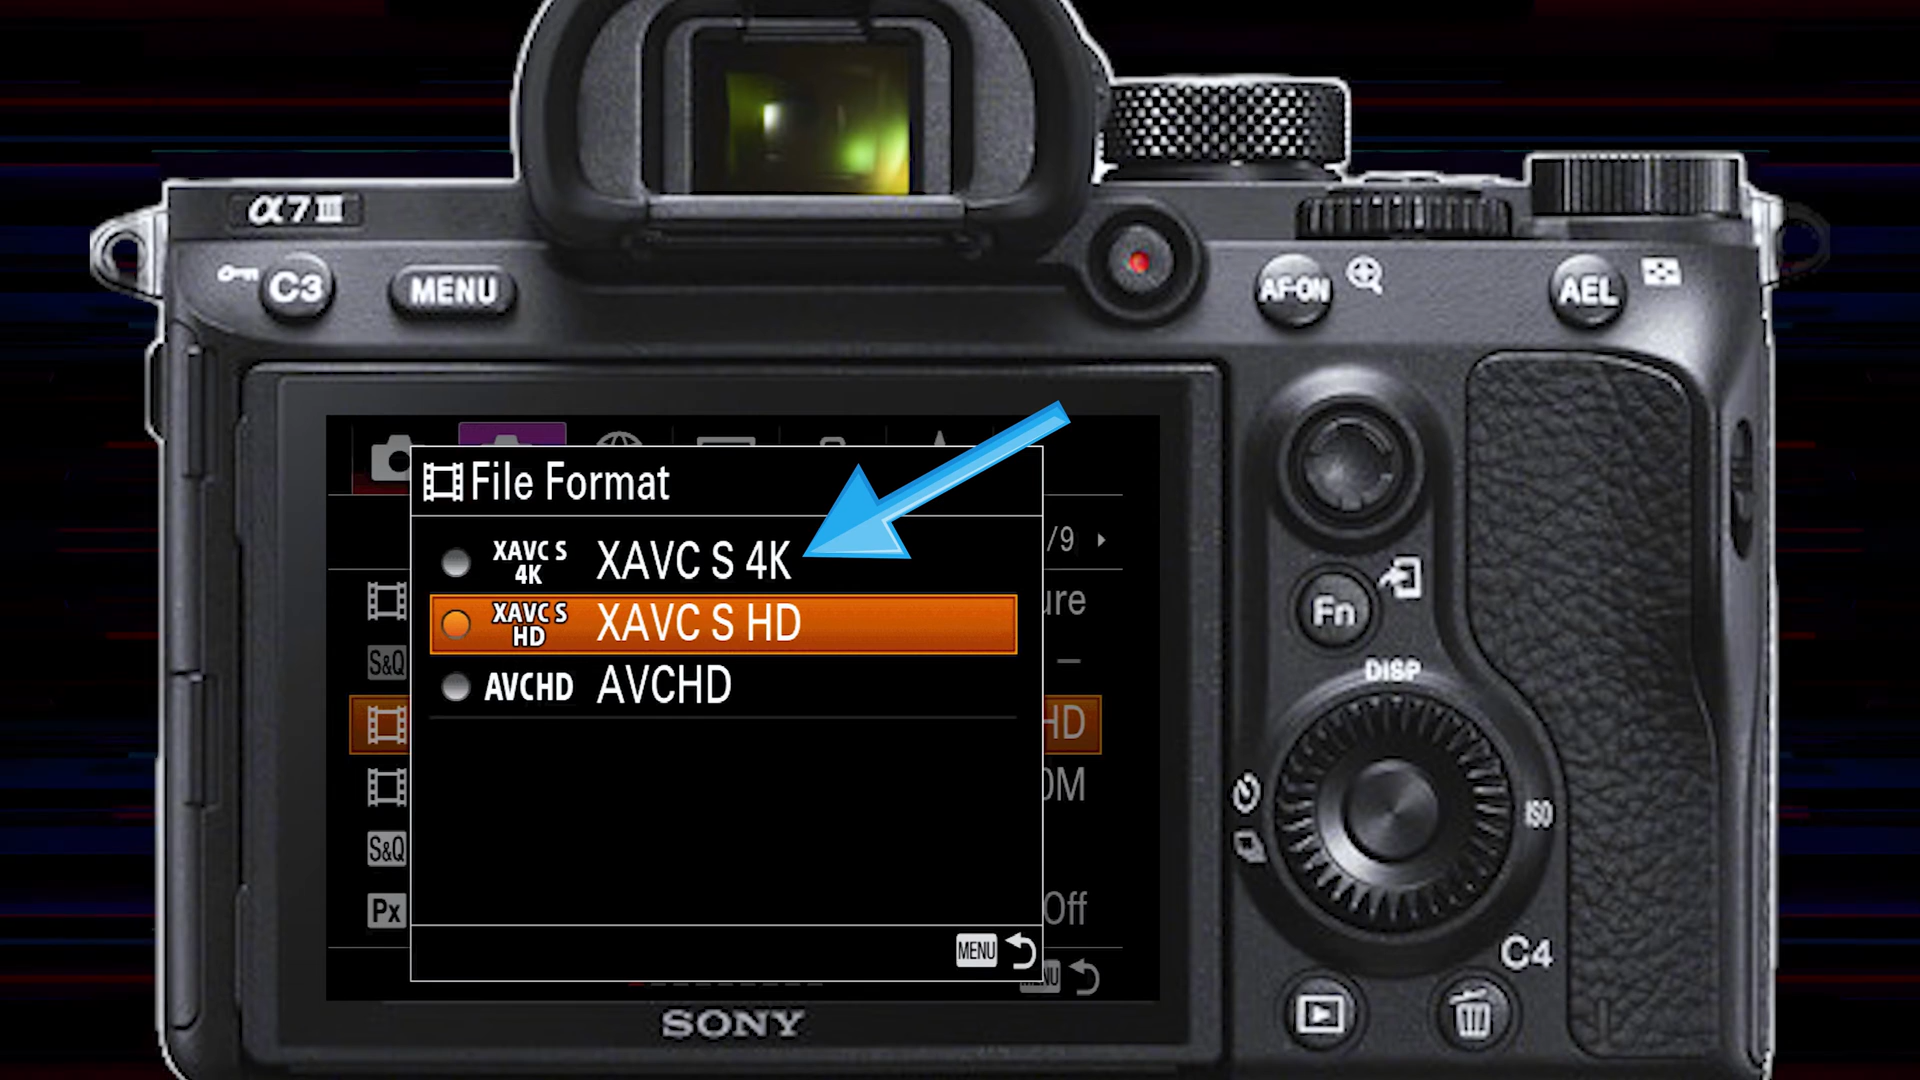 α7III
C3
MENU
AF-ON
AEL
File Format
XAVC S 4K XAVC S 4K
/9
XAVC S HD XAVC S HD
ure
AVCHD AVCHD
S&Q
HD
S&Q
Px
Off
MENU
SONY
Fn
DISP
ISO
C4